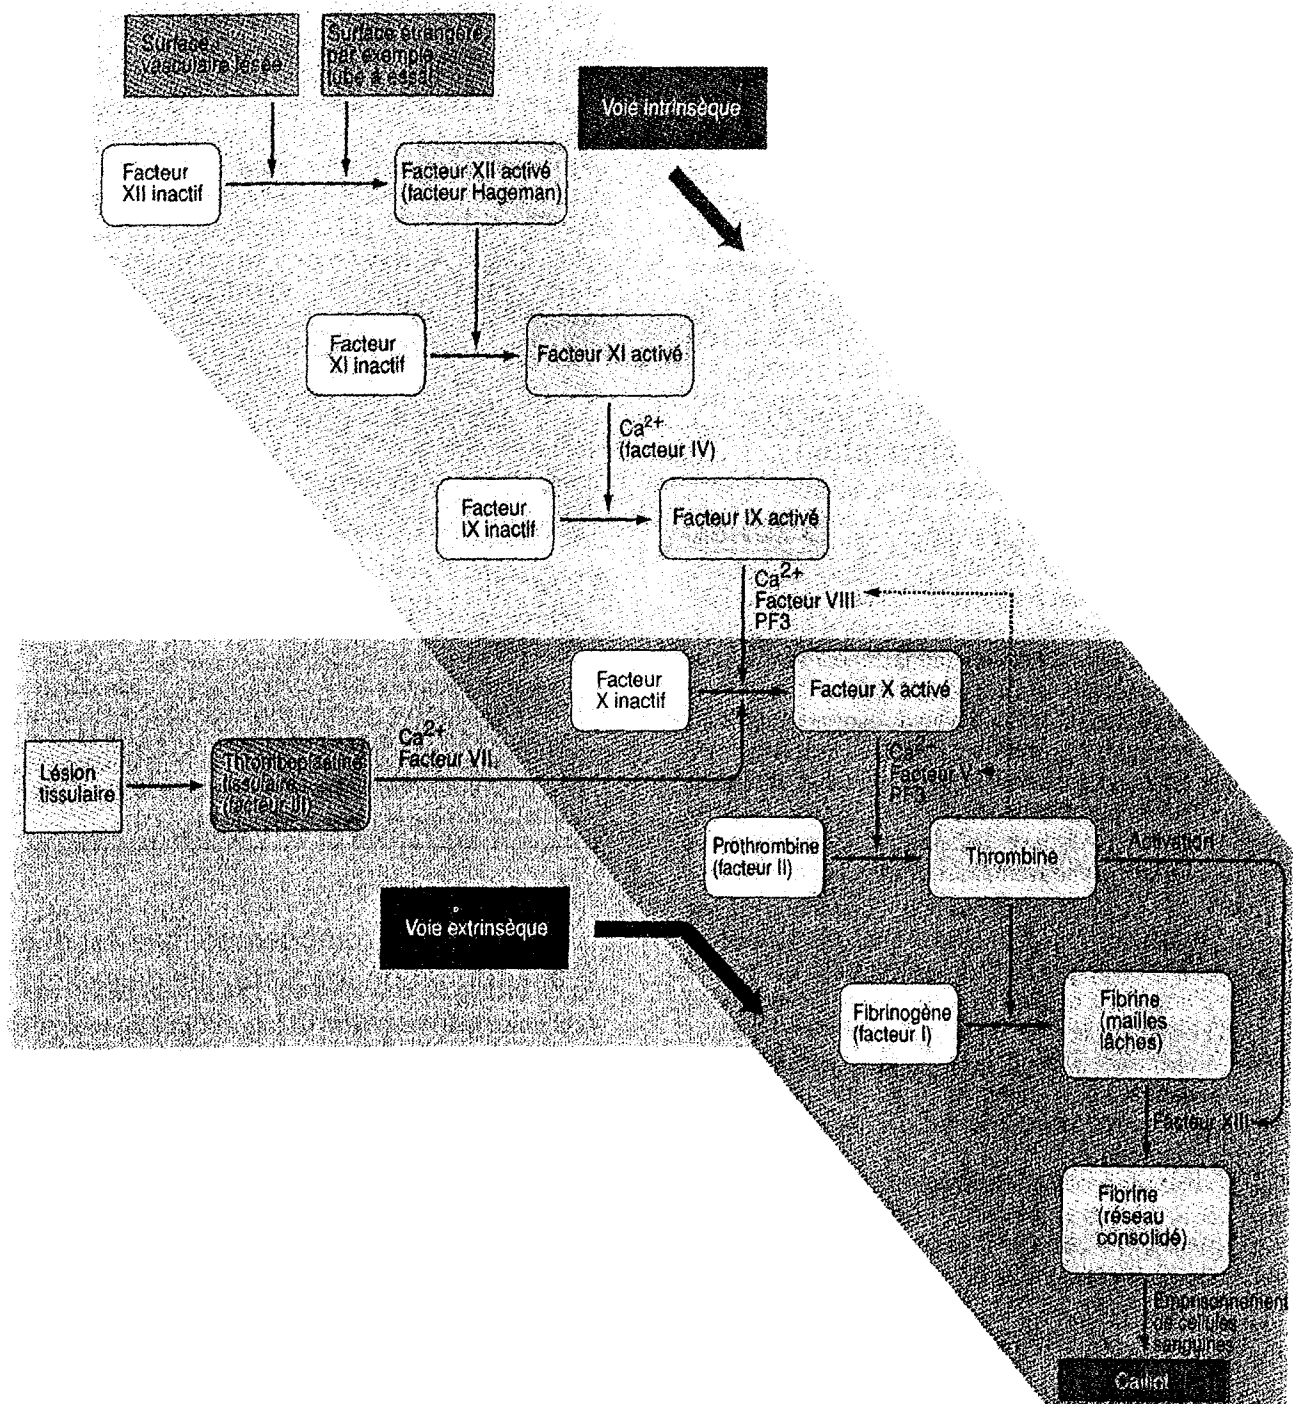 Surface
vasculaire lésée
Surface étrangère,
par exemple
tube à essai
Voie intrinsèque
Facteur
XII inactif
Facteur XII activé
(facteur Hageman)
Facteur
XI inactif
Facteur XI activé
Ca2+
(facteur IV)
Facteur
IX inactif
Facteur IX activé
Ca2+
Facteur VIII
PF3
Facteur
X inactif
Facteur X activé
Lésion
tissulaire
Thromboplastine
tissulaire
(facteur III)
Ca2+
Facteur VII
Ca2+
Facteur V
PF3
Prothrombine
(facteur II)
Thrombine
Activation
Voie extrinsèque
Fibrinogène
(facteur I)
Fibrine
(mailles
lâches)
Facteur XIII
Fibrine
(réseau
consolidé)
Emprisonnement
de cellules
sanguines
Caillot